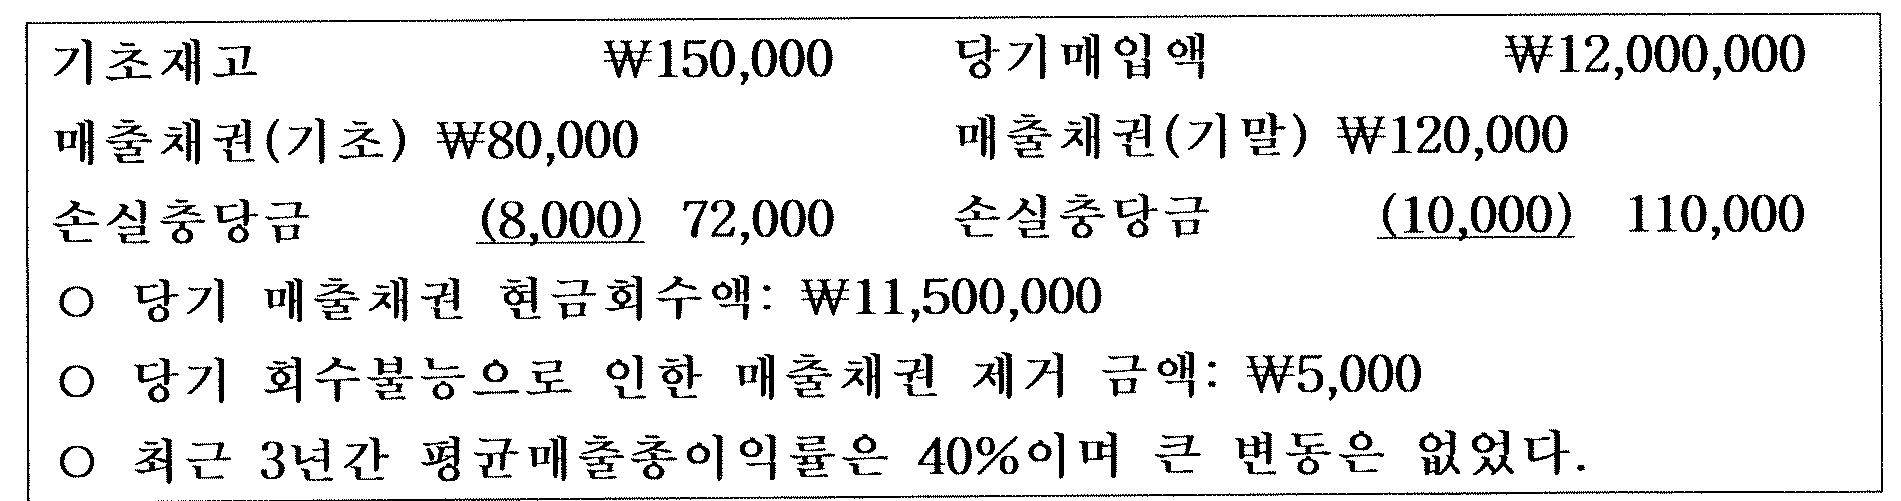 기초재고 ₩150,000 당기매입액 ₩12,000,000
매출채권(기초) ₩80,000 매출채권(기말) ₩120,000
손실충당금 (8,000) 72,000 손실충당금 (10,000) 110,000
○ 당기 매출채권 현금회수액: ₩11,500,000
○ 당기 회수불능으로 인한 매출채권 제거 금액: ₩5,000
○ 최근 3년간 평균매출총이익률은 40%이며 큰 변동은 없었다.